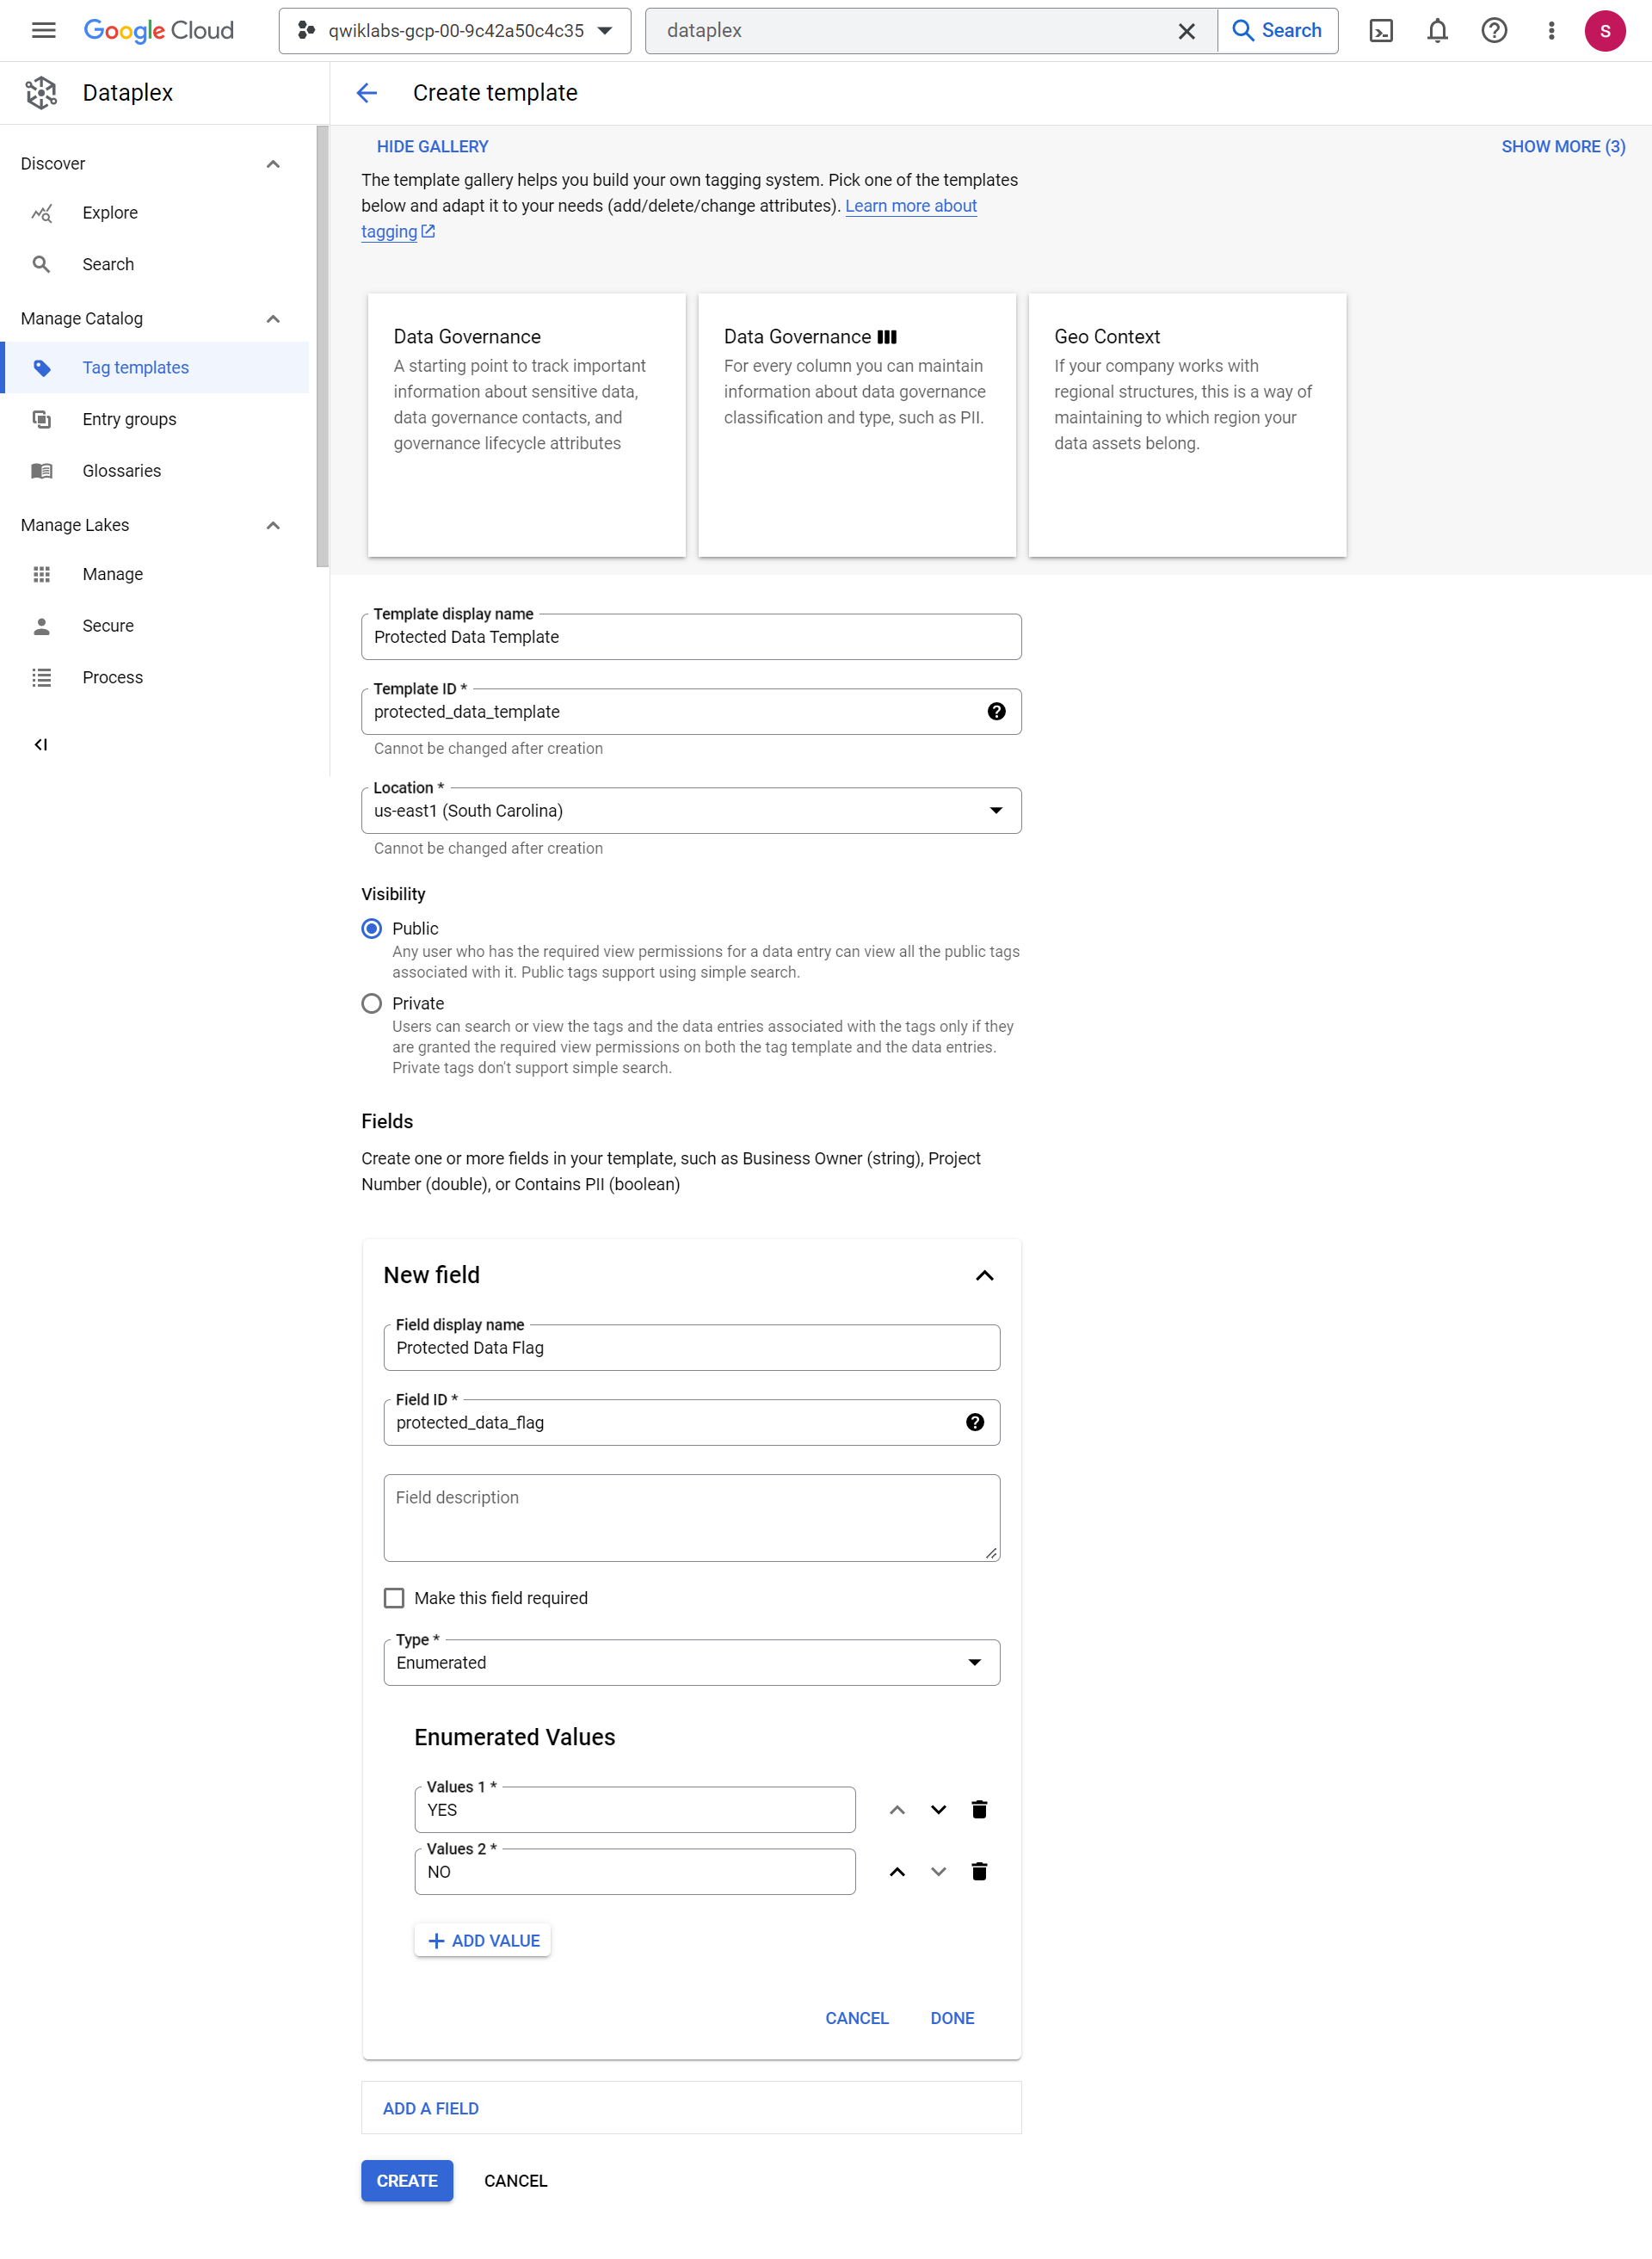 Google Cloud
qwiklabs-gcp-00-9c42a50c4c35
dataplex
Search
S
Dataplex
Create template
Discover
Explore
Search
Manage Catalog
Tag templates
Entry groups
Glossaries
Manage Lakes
Manage
Secure
Process
HIDE GALLERY
SHOW MORE (3)
The template gallery helps you build your own tagging system. Pick one of the templates
below and adapt it to your needs (add/delete/change attributes). Learn more about
tagging
Data Governance
A starting point to track important
information about sensitive data,
data governance contacts, and
governance lifecycle attributes
Data Governance
For every column you can maintain
information about data governance
classification and type, such as PII.
Geo Context
If your company works with
regional structures, this is a way of
maintaining to which region your
data assets belong.
Template display name
Protected Data Template
Template ID *
protected_data_template
Cannot be changed after creation
Location *
us-east1 (South Carolina)
Cannot be changed after creation
Visibility
Public
Any user who has the required view permissions for a data entry can view all the public tags
associated with it. Public tags support using simple search.
Private
Users can search or view the tags and the data entries associated with the tags only if they
are granted the required view permissions on both the tag template and the data entries.
Private tags don't support simple search.
Fields
Create one or more fields in your template, such as Business Owner (string), Project
Number (double), or Contains PII (boolean)
New field
Field display name
Protected Data Flag
Field ID *
protected_data_flag
Field description
Make this field required
Type *
Enumerated
Enumerated Values
Values 1 *
YES
Values 2 *
NO
ADD VALUE
CANCEL
DONE
ADD A FIELD
CREATE
CANCEL